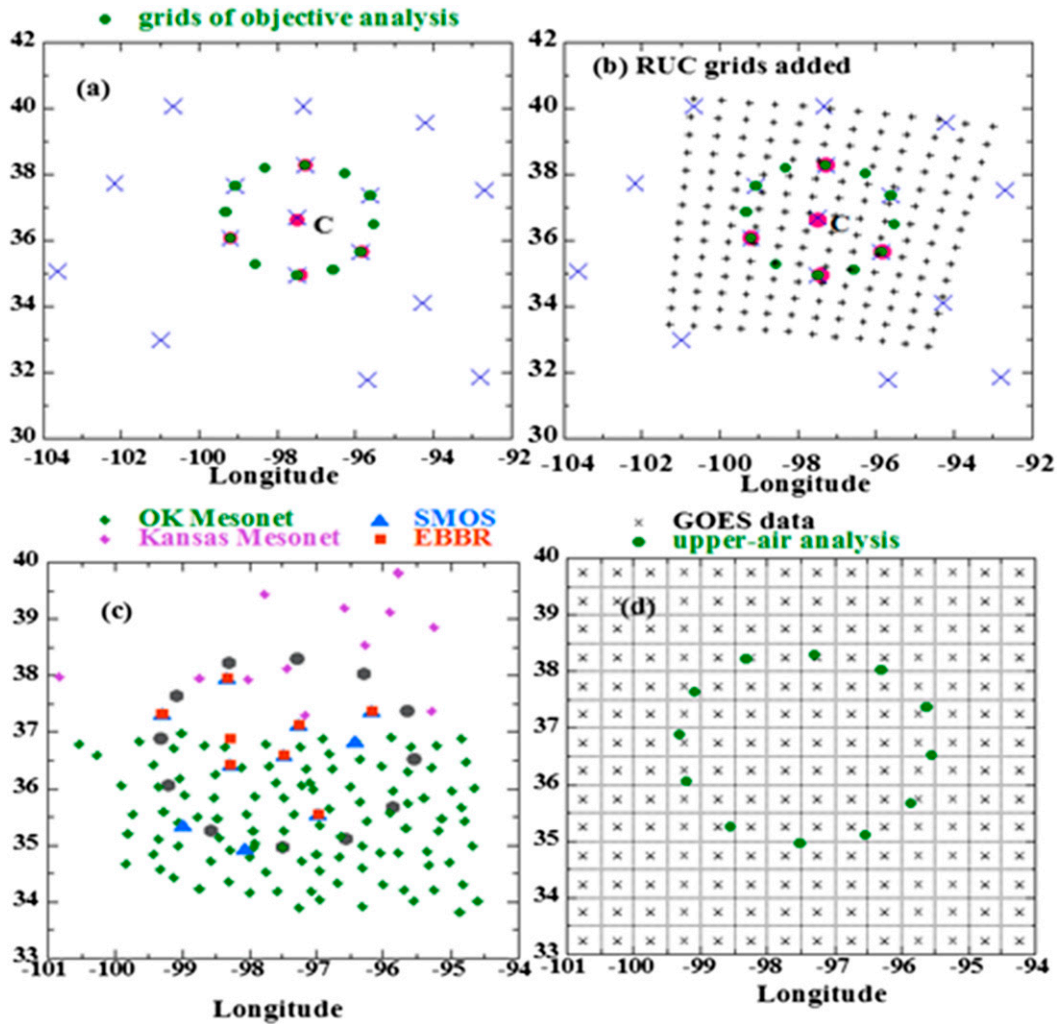 grids of objective analysis
42
40
38
36
34
32
30
(a)
C
-104 -102 -100 -98 -96 -94 -92
Longitude
42
40
38
36
34
32
30
(b) RUC grids added
C
-104 -102 -100 -98 -96 -94 -92
Longitude
OK Mesonet SMOS
Kansas Mesonet EBBR
40
39
38
37
36
35
34
33
(c)
-101 -100 -99 -98 -97 -96 -95 -94
Longitude
GOES data
upper-air analysis
40
39
38
37
36
35
34
33
(d)
-101 -100 -99 -98 -97 -96 -95 -94
Longitude